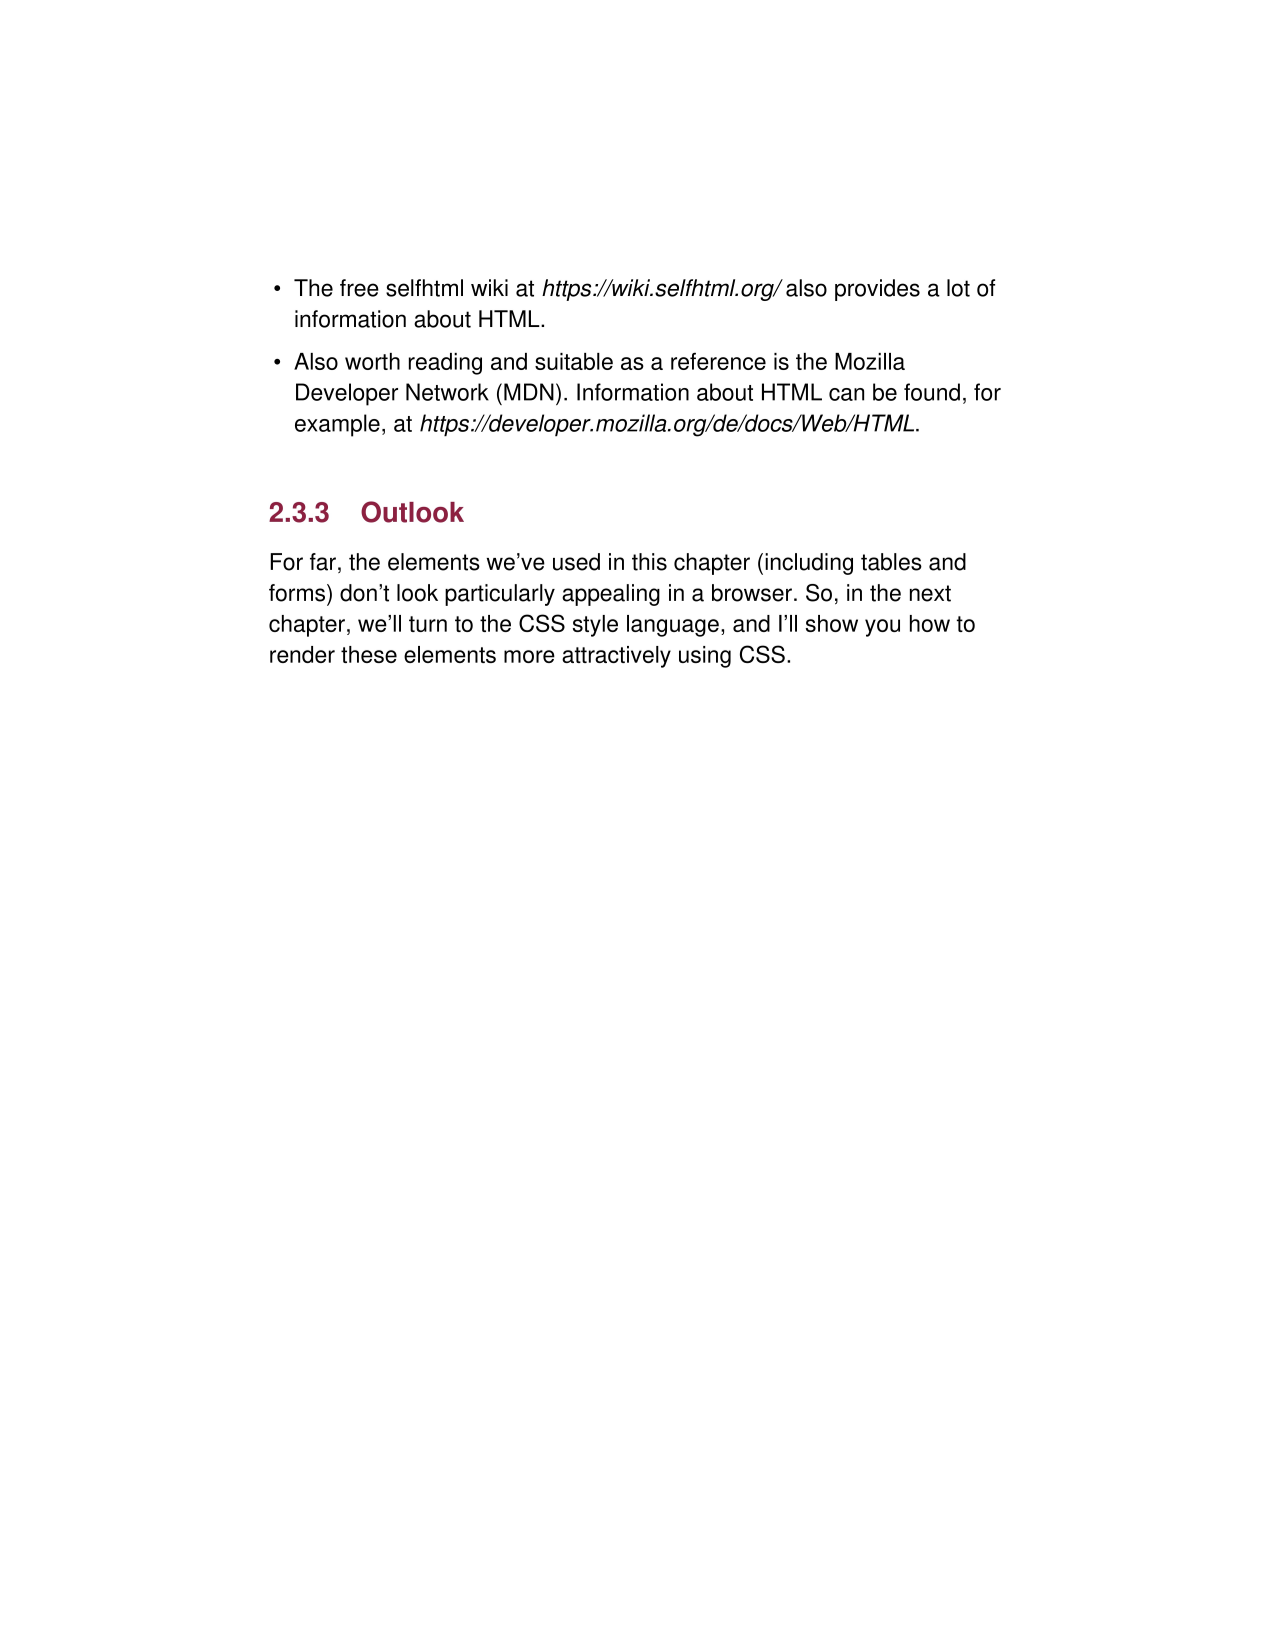 • The free selfhtml wiki at https://wiki.selfhtml.org/ also provides a lot of
information about HTML.
• Also worth reading and suitable as a reference is the Mozilla
Developer Network (MDN). Information about HTML can be found, for
example, at https://developer.mozilla.org/de/docs/Web/HTML.
2.3.3 Outlook
For far, the elements we’ve used in this chapter (including tables and
forms) don’t look particularly appealing in a browser. So, in the next
chapter, we’ll turn to the CSS style language, and I’ll show you how to
render these elements more attractively using CSS.